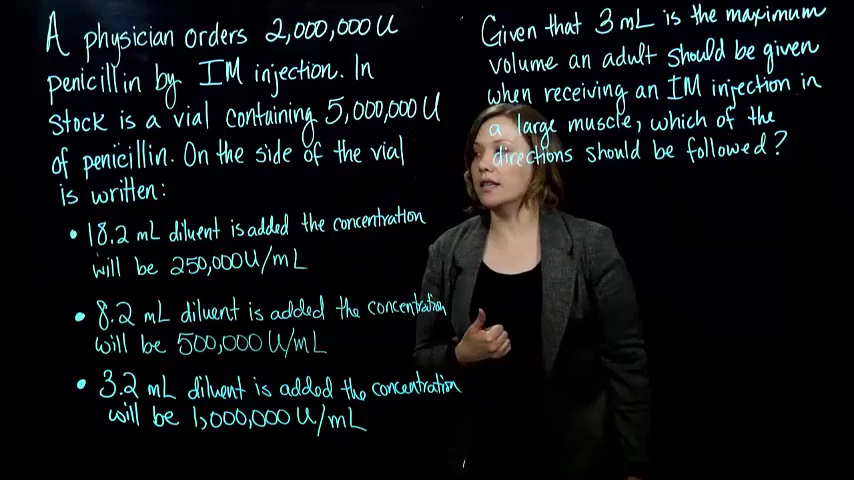 A physician orders 2,000,000 U
penicillin by IM injection. In
stock is a vial containing 5,000,000 U
of penicillin. On the side of the vial
is written:
• 18.2 mL diluent is added the concentration
will be 250,000 U/mL
• 8.2 mL diluent is added the concentration
will be 500,000 U/mL
• 3.2 mL diluent is added the concentration
will be 1,000,000 U/mL
Given that 3 mL is the maximum
volume an adult should be given
when receiving an IM injection in
a large muscle, which of the
directions should be followed?